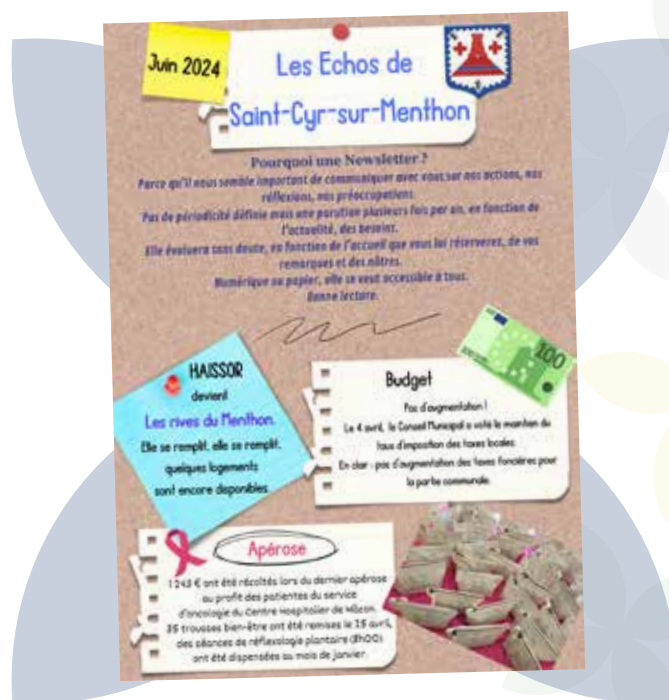 Juin 2024
Les Echos de
Saint-Cyr-sur-Menthon
Pourquoi une Newsletter ?
Parce qu'il nous semble important de communiquer avec vous sur nos actions, nos
réflexions, nos préoccupations.
Pas de périodicité définie mais une parution plusieurs fois par an, en fonction de
l'actualité, des besoins.
Elle évoluera sans doute, en fonction de l'accueil que vous lui réserverez, de vos
remarques et des nôtres.
Numérique ou papier, elle se veut accessible à tous.
Bonne lecture.
HAISSOR
devient
Les rives du Menthon.
Elle se remplit, elle se remplit,
quelques logements
sont encore disponibles.
100
Budget
Pas d'augmentation !
Le 4 avril, le Conseil Municipal a voté le maintien du
taux d'imposition des taxes locales.
En clair : pas d'augmentation des taxes foncières pour
la partie communale.
Apérose
1 243 € ont été récoltés lors du dernier apérose
au profit des patientes du service
d'oncologie du Centre Hospitalier de Mâcon.
35 trousses bien-être ont été remises le 25 avril,
des séances de réflexologie plantaire (8h00)
ont été dispensées au mois de janvier.